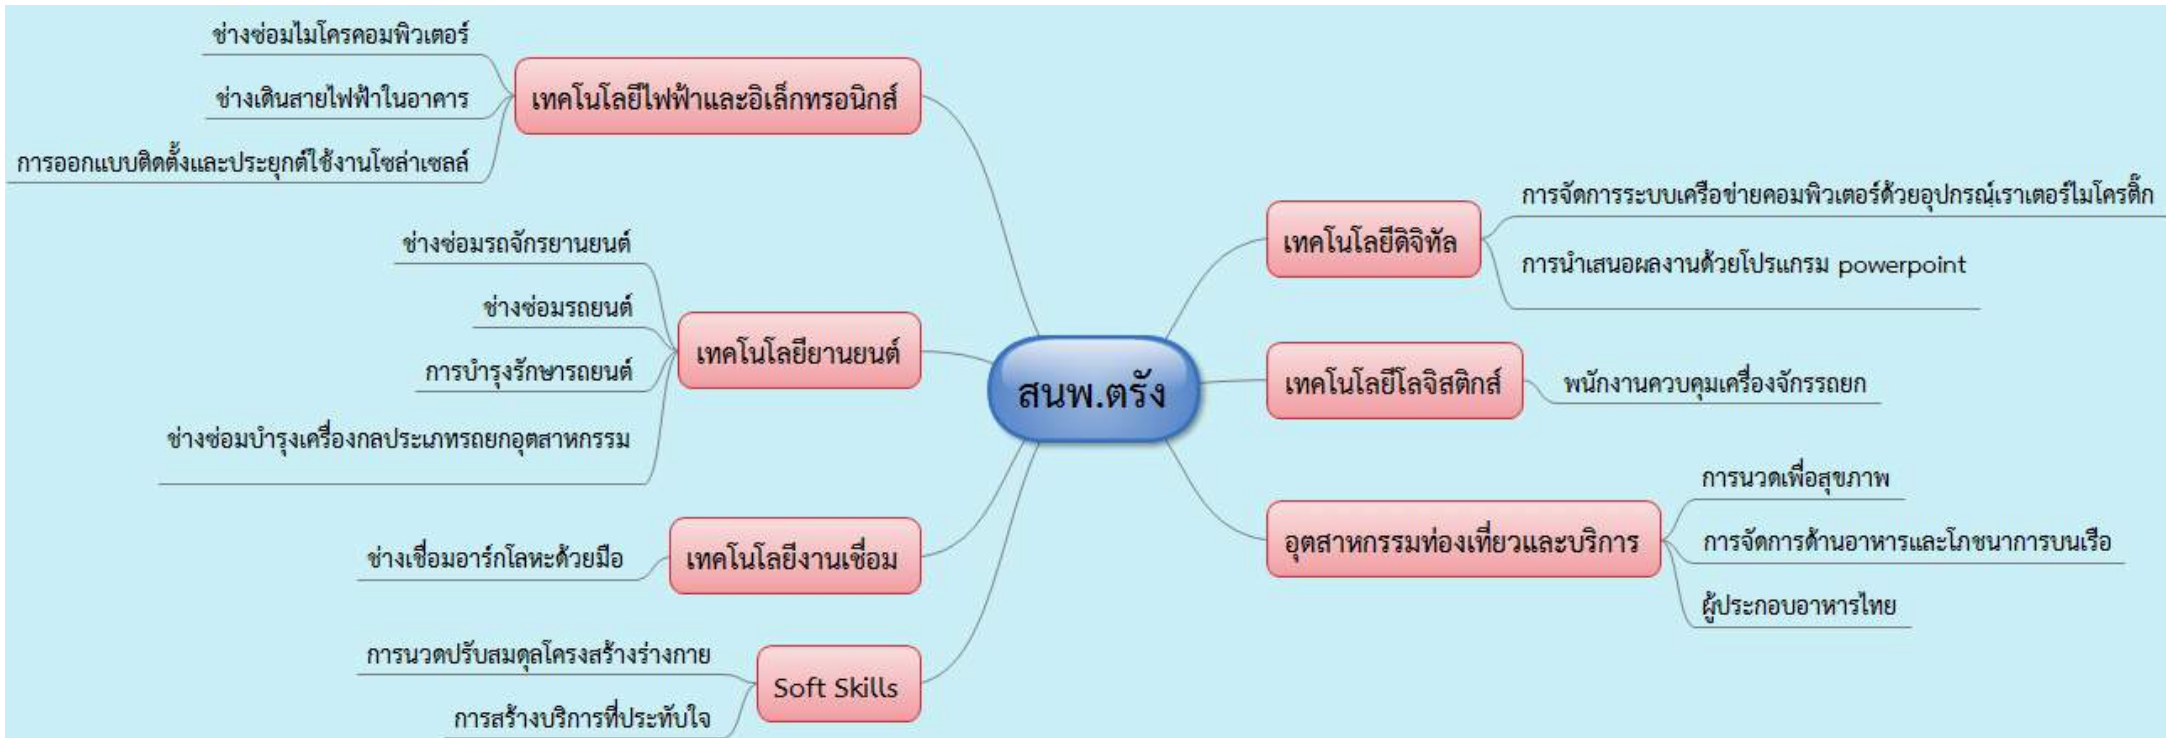 สนพ.ตรัง
เทคโนโลยีไฟฟ้าและอิเล็กทรอนิกส์
ช่างซ่อมไมโครคอมพิวเตอร์
ช่างเดินสายไฟฟ้าในอาคาร
การออกแบบติดตั้งและประยุกต์ใช้งานโซล่าเซลล์
เทคโนโลยียานยนต์
ช่างซ่อมรถจักรยานยนต์
ช่างซ่อมรถยนต์
การบำรุงรักษารถยนต์
ช่างซ่อมบำรุงเครื่องกลประเภทรถยกอุตสาหกรรม
เทคโนโลยีงานเชื่อม
ช่างเชื่อมอาร์กโลหะด้วยมือ
Soft Skills
การนวดปรับสมดุลโครงสร้างร่างกาย
การสร้างบริการที่ประทับใจ
เทคโนโลยีดิจิทัล
การจัดการระบบเครือข่ายคอมพิวเตอร์ด้วยอุปกรณ์เราเตอร์ไมโครติ๊ก
การนำเสนอผลงานด้วยโปรแกรม powerpoint
เทคโนโลยีโลจิสติกส์
พนักงานควบคุมเครื่องจักรรถยก
อุตสาหกรรมท่องเที่ยวและบริการ
การนวดเพื่อสุขภาพ
การจัดการด้านอาหารและโภชนาการบนเรือ
ผู้ประกอบอาหารไทย